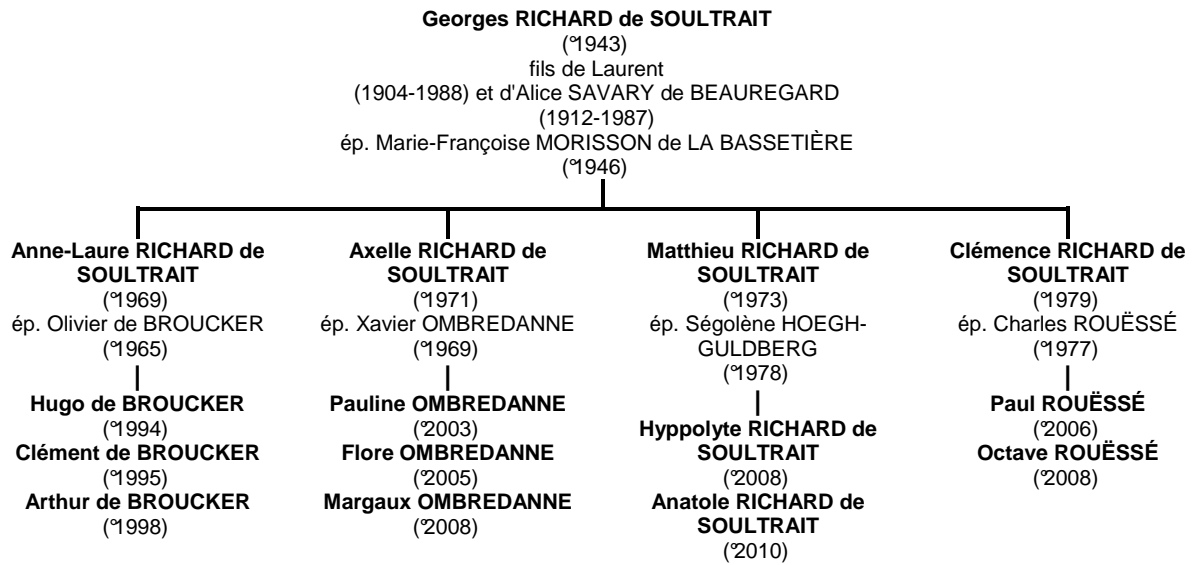 Georges RICHARD de SOULTRAIT
(°1943)
fils de Laurent
(1904-1988) et d'Alice SAVARY de BEAUREGARD
(1912-1987)
ép. Marie-Françoise MORISSON de LA BASSETIÈRE
(°1946)
Anne-Laure RICHARD de
SOULTRAIT
(°1969)
ép. Olivier de BROUCKER
(°1965)
Hugo de BROUCKER
(°1994)
Clément de BROUCKER
(°1995)
Arthur de BROUCKER
(°1998)
Axelle RICHARD de
SOULTRAIT
(°1971)
ép. Xavier OMBREDANNE
(°1969)
Pauline OMBREDANNE
(°2003)
Flore OMBREDANNE
(°2005)
Margaux OMBREDANNE
(°2008)
Matthieu RICHARD de
SOULTRAIT
(°1973)
ép. Ségolène HOEGH-
GULDBERG
(°1978)
Hyppolyte RICHARD de
SOULTRAIT
(°2008)
Anatole RICHARD de
SOULTRAIT
(°2010)
Clémence RICHARD de
SOULTRAIT
(°1979)
ép. Charles ROUËSSÉ
(°1977)
Paul ROUËSSÉ
(°2006)
Octave ROUËSSÉ
(°2008)